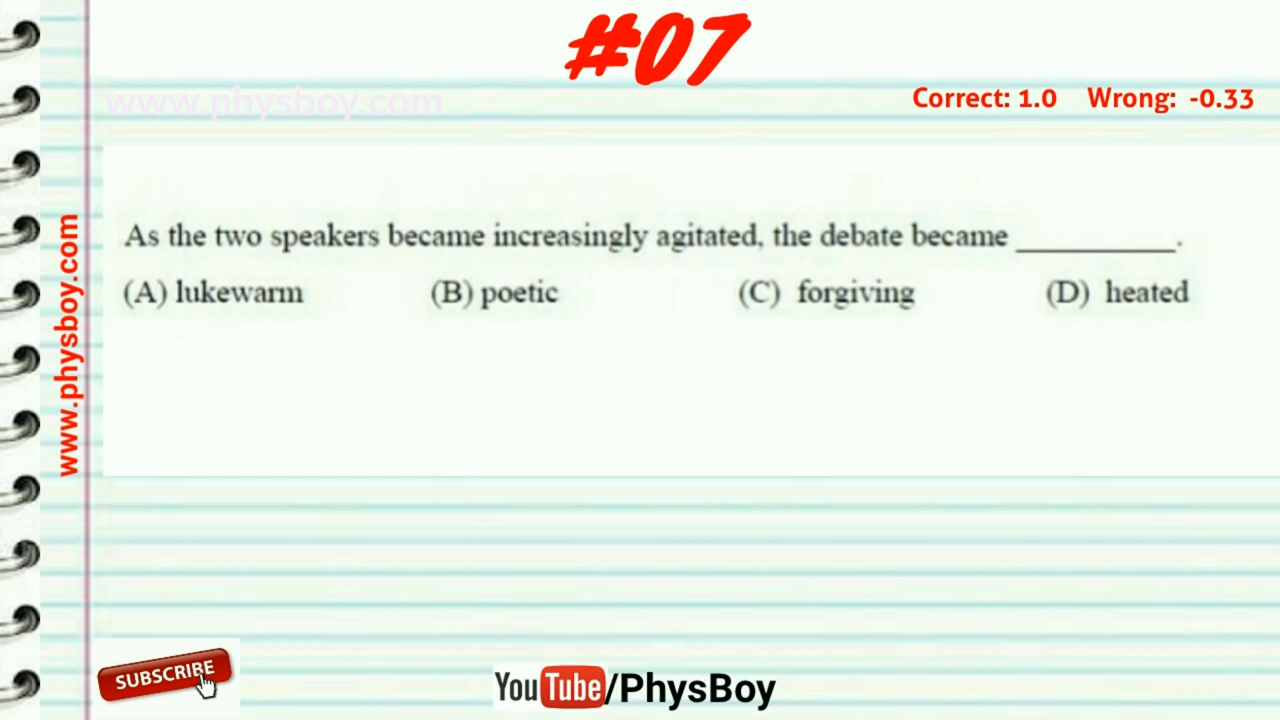 #07
www.physboy.com
Correct: 1.0 Wrong: -0.33
As the two speakers became increasingly agitated, the debate became __________.
(A) lukewarm (B) poetic (C) forgiving (D) heated
www.physboy.com
SUBSCRIBE
YouTube/PhysBoy